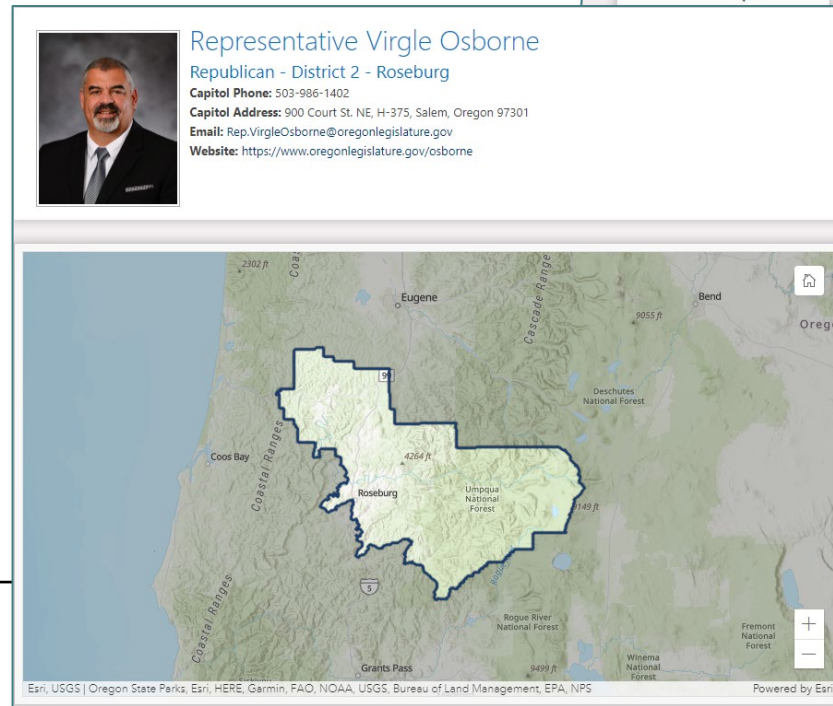 Representative Virgle Osborne
Republican - District 2 - Roseburg
Capitol Phone: 503-986-1402
Capitol Address: 900 Court St. NE, H-375, Salem, Oregon 97301
Email: Rep.VirgleOsborne@oregonlegislature.gov
Website: https://www.oregonlegislature.gov/osborne
2302 ft
Eugene
Cascade Range
Bend
9055 ft
99
Deschutes
National Forest
Coastal Ranges
Coos Bay
4264 ft
Roseburg
Umpqua
National
Forest
9149 ft
5
Coastal Ranges
Rogue River
National Forest
Fremont
National
Forest
Winema
National
Forest
Grants Pass
9499 ft
Esri, USGS | Oregon State Parks, Esri, HERE, Garmin, FAO, NOAA, USGS, Bureau of Land Management, EPA, NPS
Powered by Esri